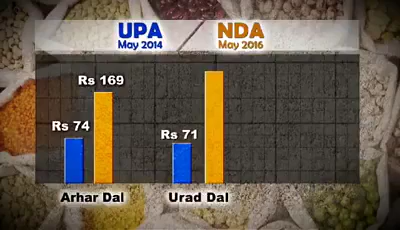 UPA
May 2014
NDA
May 2016
Rs 169
Rs 74
Rs 71
Arhar Dal
Urad Dal